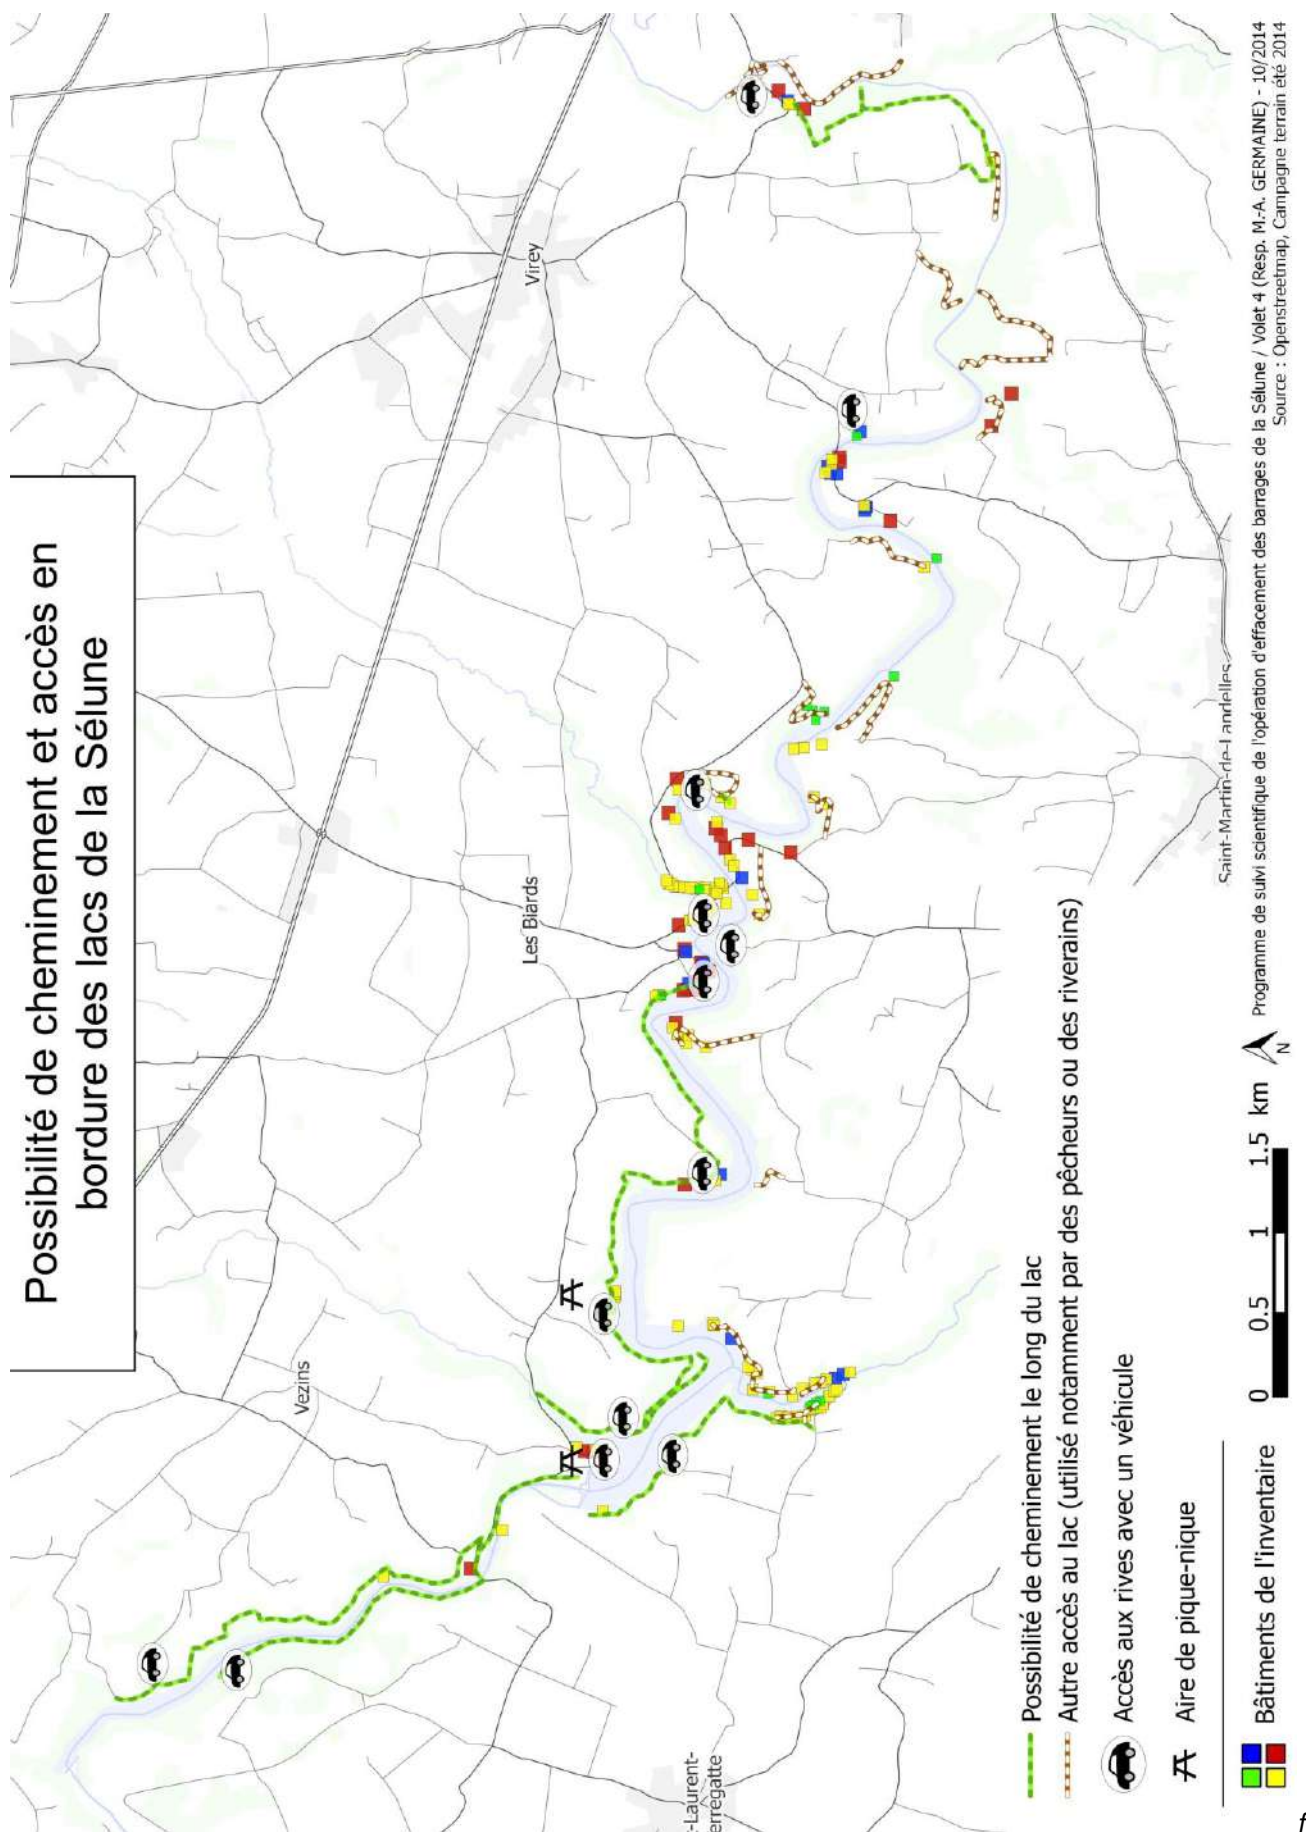 Possibilité de cheminement et accès en
bordure des lacs de la Sélune
Virey
Les Biards
Vezins
-Laurent-
erregatte
Saint-Martin-de-Landelles
Possibilité de cheminement le long du lac
Autre accès au lac (utilisé notamment par des pêcheurs ou des riverains)
Accès aux rives avec un véhicule
Aire de pique-nique
Bâtiments de l'inventaire
0 0.5 1 1.5 km
N
Programme de suivi scientifique de l'opération d'effacement des barrages de la Sélune / Volet 4 (Resp. M.-A. GERMAINE) - 10/2014
Source : Openstreetmap, Campagne terrain été 2014
f